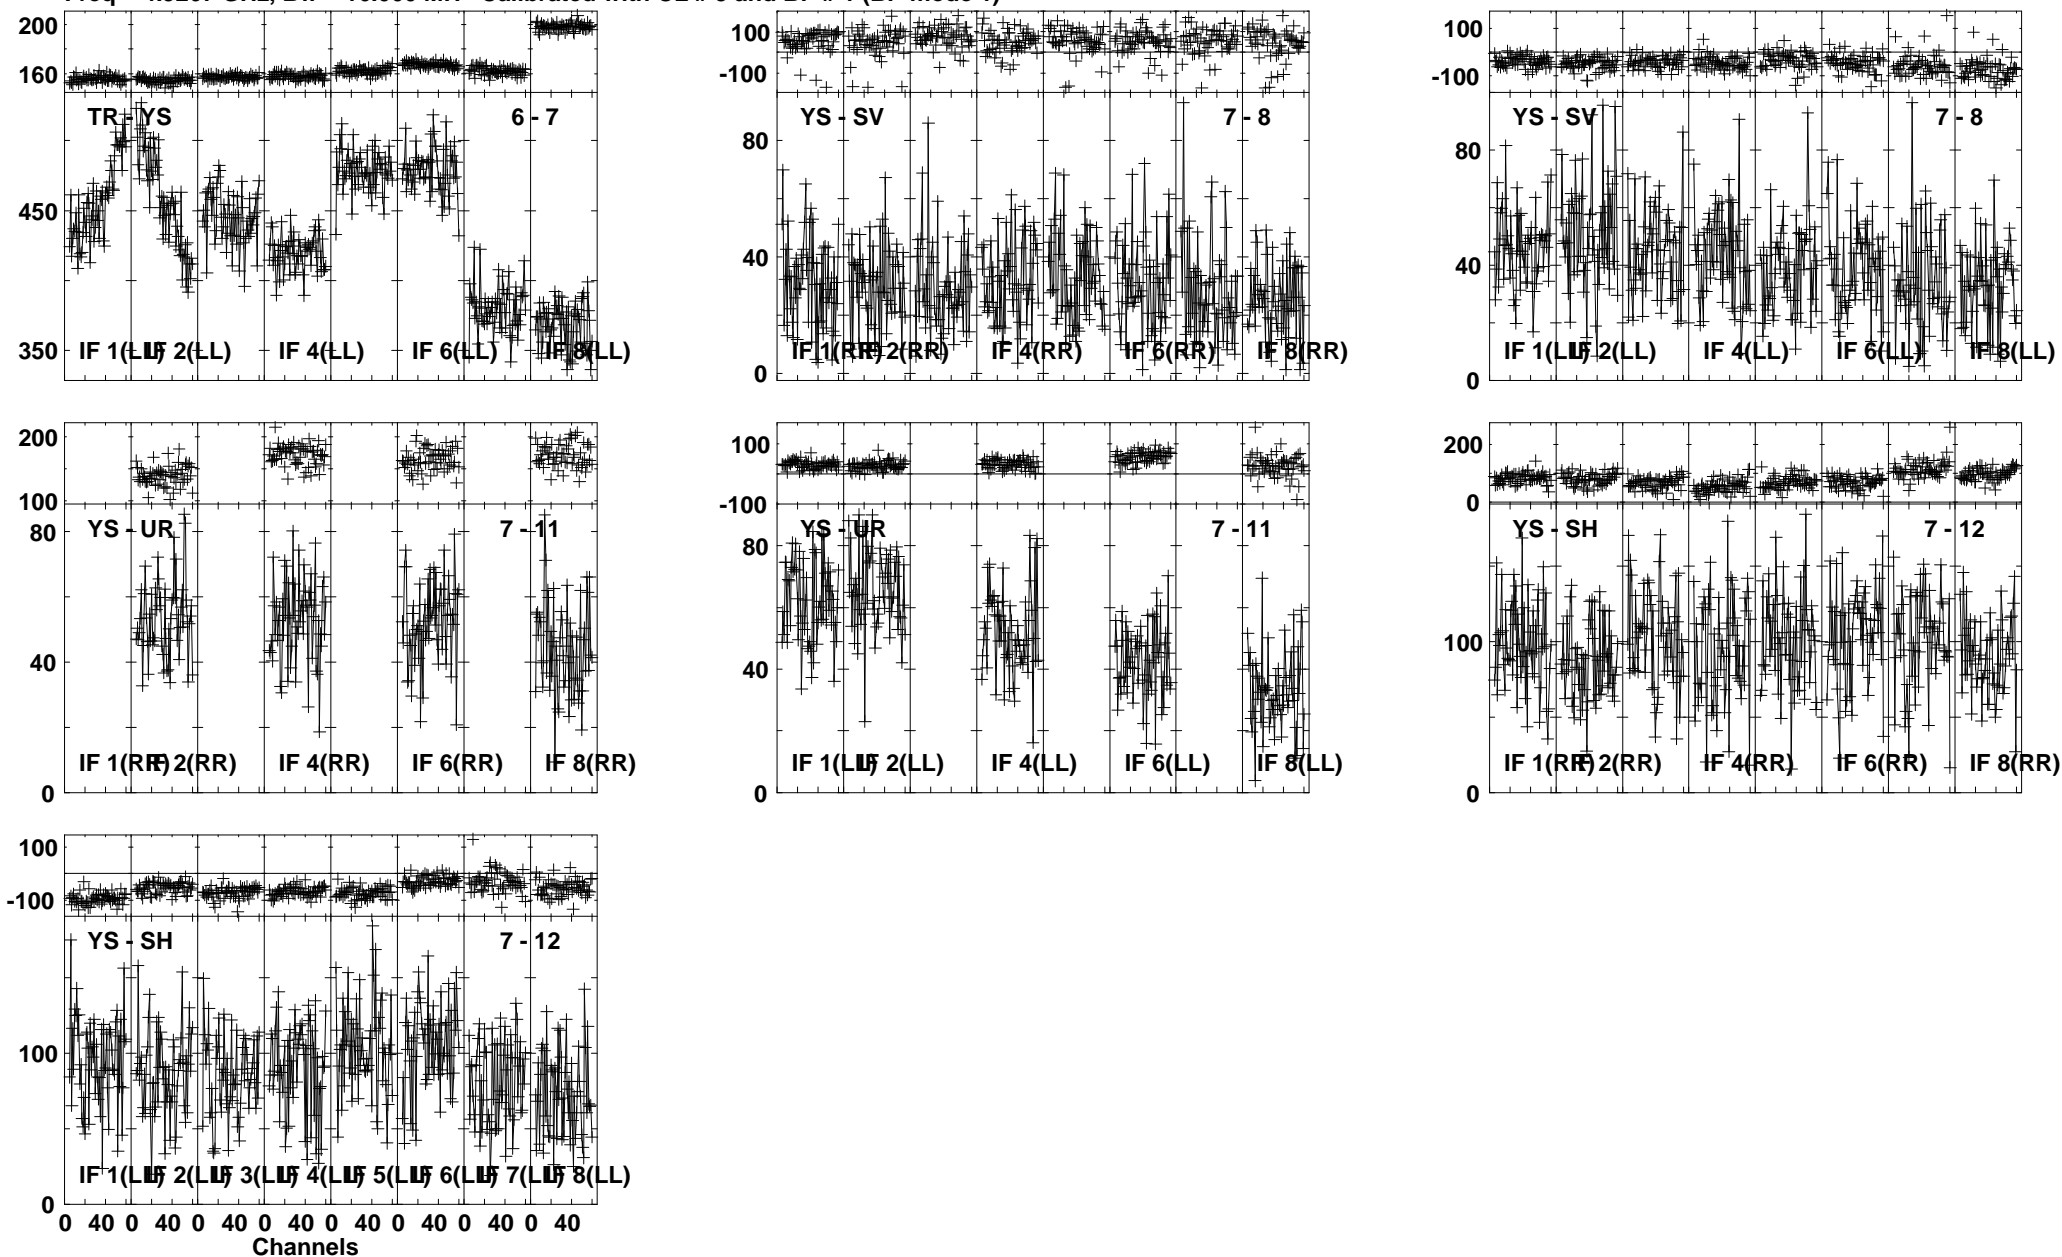 200
160
TR - YS 6 - 7
450
350
IF 1(LL) IF 2(LL) IF 4(LL) IF 6(LL) IF 8(LL)
100
-100
YS - SV 7 - 8
80
40
0
IF 1(RR) IF 2(RR) IF 4(RR) IF 6(RR) IF 8(RR)
100
-100
YS - SV 7 - 8
80
40
0
IF 1(LL) IF 2(LL) IF 4(LL) IF 6(LL) IF 8(LL)
200
100
YS - UR 7 - 11
80
40
0
IF 1(RR) IF 2(RR) IF 4(RR) IF 6(RR) IF 8(RR)
100
-100
YS - UR 7 - 11
80
40
0
IF 1(LL) IF 2(LL) IF 4(LL) IF 6(LL) IF 8(LL)
200
0
YS - SH 7 - 12
100
0
IF 1(RR) IF 2(RR) IF 4(RR) IF 6(RR) IF 8(RR)
100
-100
YS - SH 7 - 12
100
0
IF 1(LL) IF 2(LL) IF 3(LL) IF 4(LL) IF 5(LL) IF 6(LL) IF 7(LL) IF 8(LL)
0 40 0 40 0 40 0 40 0 40 0 40 0 40 0 40
Channels